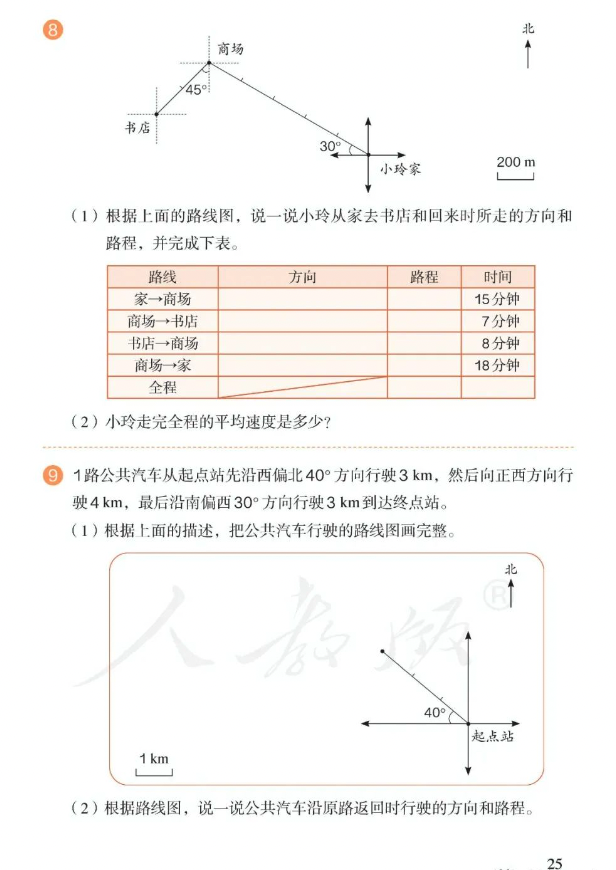 8
商场
北
45°
书店
30°
小玲家
200 m
（1）根据上面的路线图，说一说小玲从家去书店和回来时所走的方向和
路程，并完成下表。
路线 方向 路程 时间
家→商场 15分钟
商场→书店 7分钟
书店→商场 8分钟
商场→家 18分钟
全程
（2）小玲走完全程的平均速度是多少?
9 1路公共汽车从起点站先沿西偏北40°方向行驶3 km，然后向正西方向行
驶4 km，最后沿南偏西30°方向行驶3 km到达终点站。
（1）根据上面的描述，把公共汽车行驶的路线图画完整。
人教版®
北
40°
起点站
1 km
（2）根据路线图，说一说公共汽车沿原路返回时行驶的方向和路程。
25